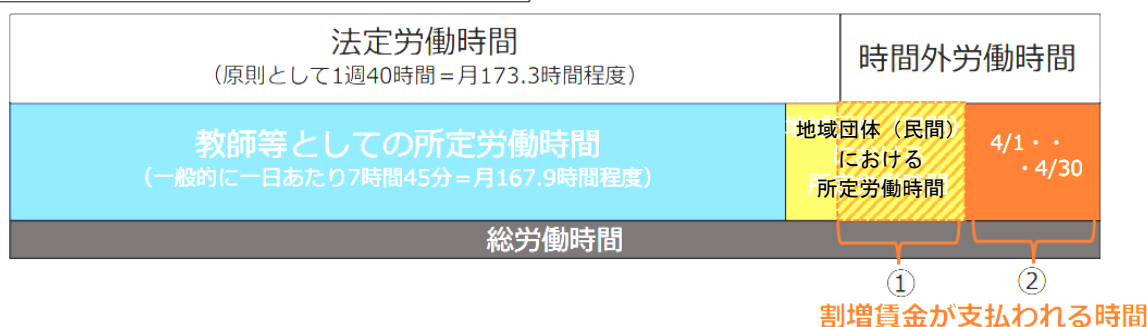 法定労働時間
（原則として1週40時間＝月173.3時間程度）
時間外労働時間
教師等としての所定労働時間
（一般的に一日あたり7時間45分＝月167.9時間程度）
地域団体（民間）
における
所定労働時間
4/1・・
・4/30
総労働時間
①
②
割増賃金が支払われる時間